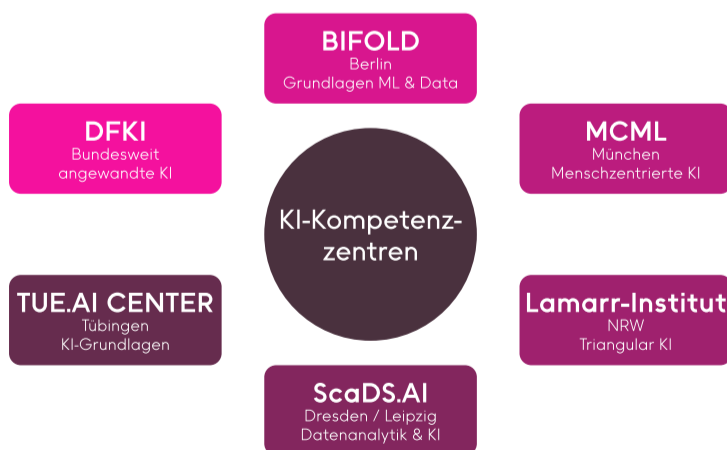 BIFOLD
Berlin
Grundlagen ML & Data
DFKI
Bundesweit
angewandte KI
MCML
München
Menschzentrierte KI
KI-Kompetenz-
zentren
TUE.AI CENTER
Tübingen
KI-Grundlagen
Lamarr-Institut
NRW
Triangular KI
ScaDS.AI
Dresden / Leipzig
Datenanalytik & KI